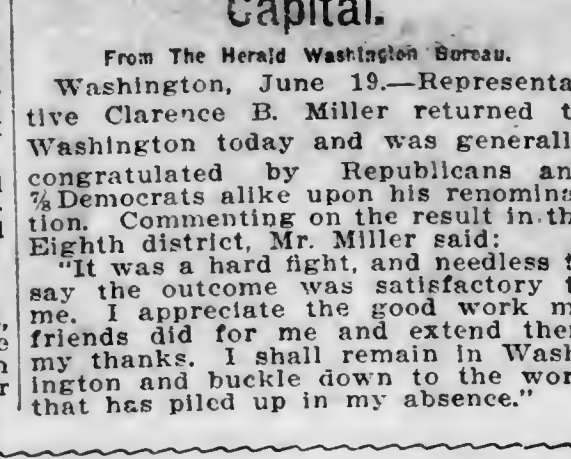 Capital.
From The Herald Washington Bureau.
Washington, June 19.—Representa
tive Clarence B. Miller returned t
Washington today and was generall
congratulated by Republicans an
⅞ Democrats alike upon his renomina
tion. Commenting on the result in th
Eighth district, Mr. Miller said:
"It was a hard fight, and needless t
say the outcome was satisfactory t
me. I appreciate the good work m
friends did for me and extend the
my thanks. I shall remain in Wash
ington and buckle down to the wor
that has piled up in my absence."